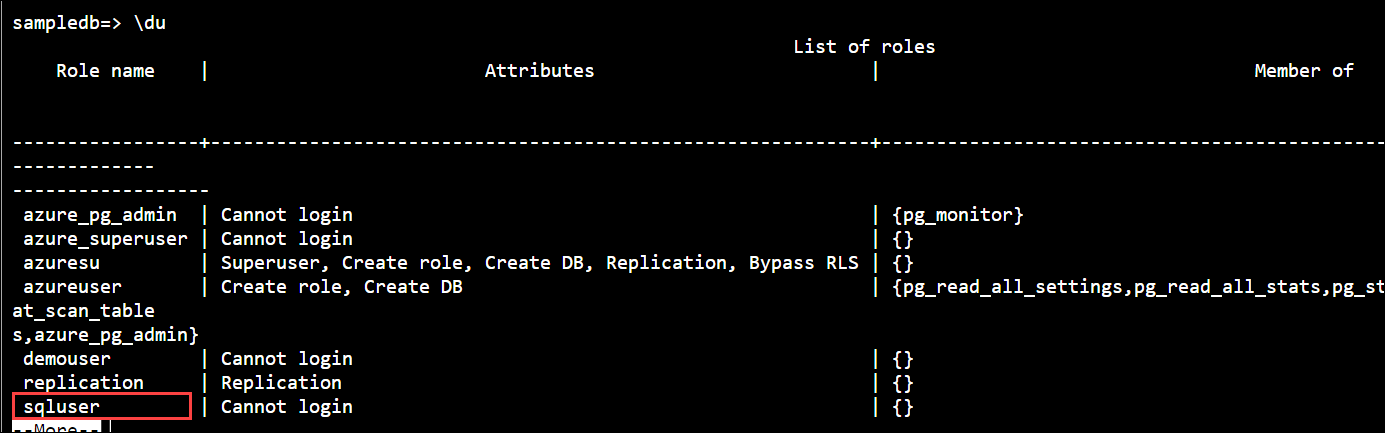 sampledb=> \du
List of roles
Role name | Attributes | Member of
-----------------+----------------------------------------------------------+---------------------------------------------
-------------
------------------
azure_pg_admin | Cannot login | {pg_monitor}
azure_superuser | Cannot login | {}
azuresu | Superuser, Create role, Create DB, Replication, Bypass RLS | {}
azureuser | Create role, Create DB | {pg_read_all_settings,pg_read_all_stats,pg_st
at_scan_table
s,azure_pg_admin}
demouser | Cannot login | {}
replication | Replication | {}
sqluser | Cannot login | {}
--More--